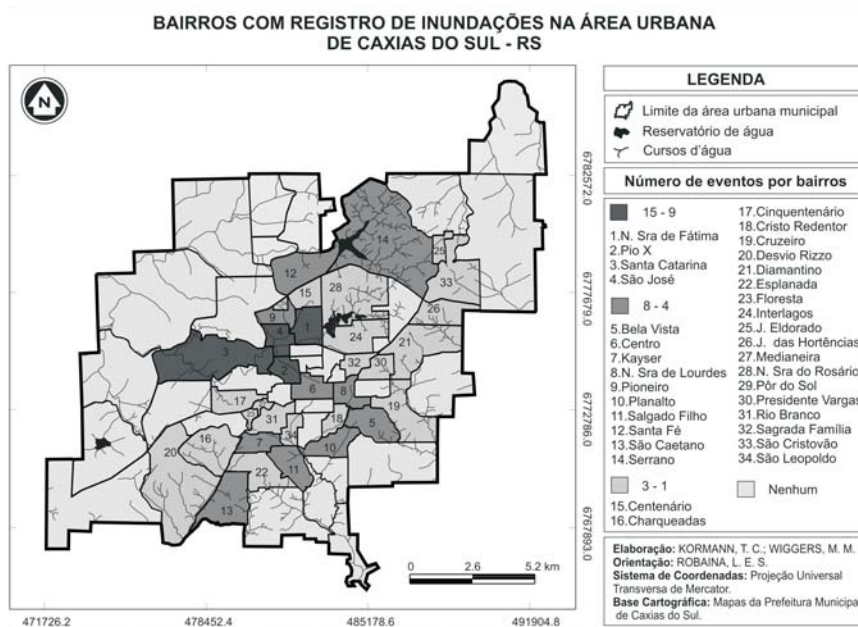 BAIRROS COM REGISTRO DE INUNDAÇÕES NA ÁREA URBANA
DE CAXIAS DO SUL - RS
N
14
12
25
33
15
28
26
9
1
4
24
21
3
32
30
2
6
8
17
19
31
18
5
34
16
7
10
20
22
11
13
0 2.6 5.2 km
471726.2 478452.4 485178.6 491904.8
6782572.0
6777679.0
6772786.0
6767893.0
LEGENDA
Limite da área urbana municipal
Reservatório de água
Cursos d'água
Número de eventos por bairros
15 - 9
1.N. Sra de Fátima
2.Pio X
3.Santa Catarina
4.São José
8 - 4
5.Bela Vista
6.Centro
7.Kayser
8.N. Sra de Lourdes
9.Pioneiro
10.Planalto
11.Salgado Filho
12.Santa Fé
13.São Caetano
14.Serrano
3 - 1
15.Centenário
16.Charqueadas
17.Cinquentenário
18.Cristo Redentor
19.Cruzeiro
20.Desvio Rizzo
21.Diamantino
22.Esplanada
23.Floresta
24.Interlagos
25.J. Eldorado
26.J. das Hortências
27.Medianeira
28.N. Sra do Rosário
29.Pôr do Sol
30.Presidente Vargas
31.Rio Branco
32.Sagrada Família
33.São Cristovão
34.São Leopoldo
Nenhum
Elaboração: KORMANN, T. C.; WIGGERS, M. M.
Orientação: ROBAINA, L. E. S.
Sistema de Coordenadas: Projeção Universal
Transversa de Mercator.
Base Cartográfica: Mapas da Prefeitura Municipa
de Caxias do Sul.